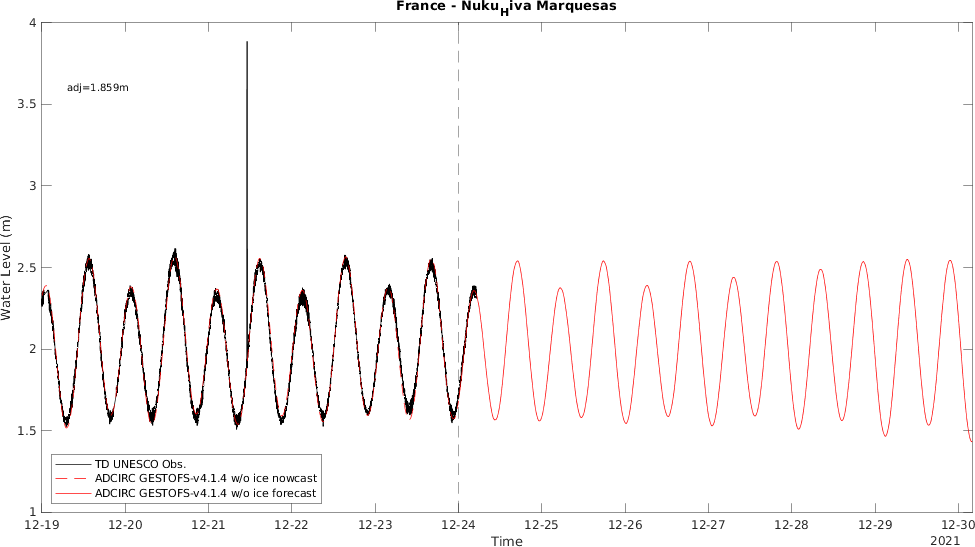 France - Nuku_Hiva Marquesas
4
adj=1.859m
3.5
3
2.5
Water Level (m)
2
1.5
TD UNESCO Obs.
ADCIRC GESTOFS-v4.1.4 w/o ice nowcast
ADCIRC GESTOFS-v4.1.4 w/o ice forecast
1
12-19 12-20 12-21 12-22 12-23 12-24 12-25 12-26 12-27 12-28 12-29 12-30
Time
2021